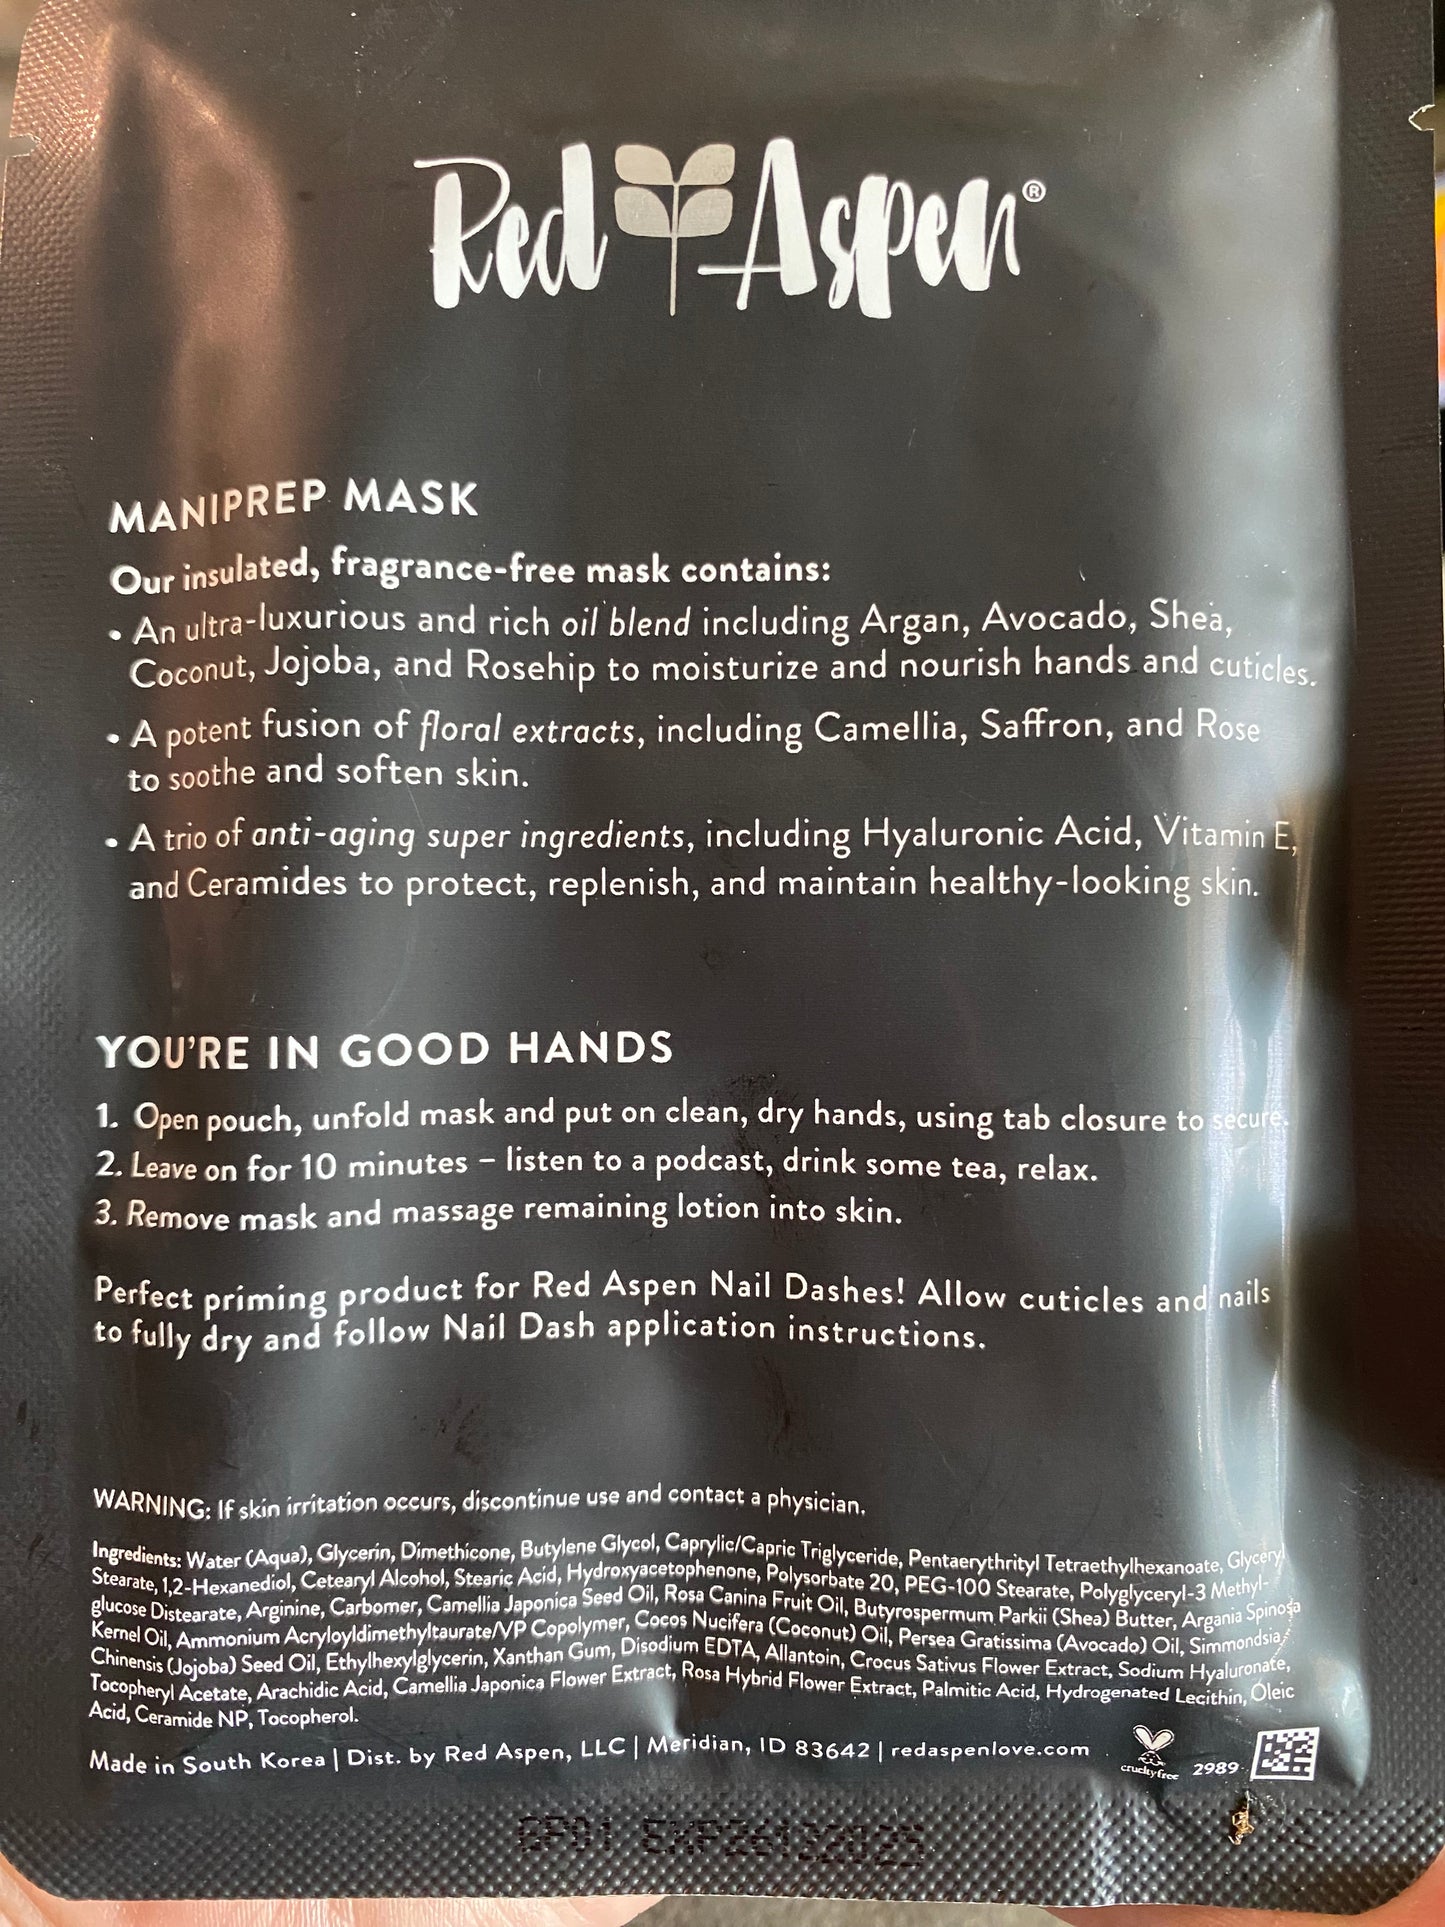 Red Aspen®
MANIPREP MASK
Our insulated, fragrance-free mask contains:
• An ultra-luxurious and rich oil blend including Argan, Avocado, Shea,
Coconut, Jojoba, and Rosehip to moisturize and nourish hands and cuticles.
• A potent fusion of floral extracts, including Camellia, Saffron, and Rose
to soothe and soften skin.
• A trio of anti-aging super ingredients, including Hyaluronic Acid, Vitamin E,
and Ceramides to protect, replenish, and maintain healthy-looking skin.
YOU'RE IN GOOD HANDS
1. Open pouch, unfold mask and put on clean, dry hands, using tab closure to secure.
2. Leave on for 10 minutes – listen to a podcast, drink some tea, relax.
3. Remove mask and massage remaining lotion into skin.
Perfect priming product for Red Aspen Nail Dashes! Allow cuticles and nails
to fully dry and follow Nail Dash application instructions.
WARNING: If skin irritation occurs, discontinue use and contact a physician.
Ingredients: Water (Aqua), Glycerin, Dimethicone, Butylene Glycol, Caprylic/Capric Triglyceride, Pentaerythrityl Tetraethylhexanoate, Glyceryl
Stearate, 1,2-Hexanediol, Cetearyl Alcohol, Stearic Acid, Hydroxyacetophenone, Polysorbate 20, PEG-100 Stearate, Polyglyceryl-3 Methyl-
glucose Distearate, Arginine, Carbomer, Camellia Japonica Seed Oil, Rosa Canina Fruit Oil, Butyrospermum Parkii (Shea) Butter, Argania Spinosa
Kernel Oil, Ammonium Acryloyldimethyltaurate/VP Copolymer, Cocos Nucifera (Coconut) Oil, Persea Gratissima (Avocado) Oil, Simmondsia
Chinensis (Jojoba) Seed Oil, Ethylhexylglycerin, Xanthan Gum, Disodium EDTA, Allantoin, Crocus Sativus Flower Extract, Sodium Hyaluronate,
Tocopheryl Acetate, Arachidic Acid, Camellia Japonica Flower Extract, Rosa Hybrid Flower Extract, Palmitic Acid, Hydrogenated Lecithin, Oleic
Acid, Ceramide NP, Tocopherol.
Made in South Korea | Dist. by Red Aspen, LLC | Meridian, ID 83642 | redaspenlove.com
crueltyfree 2989